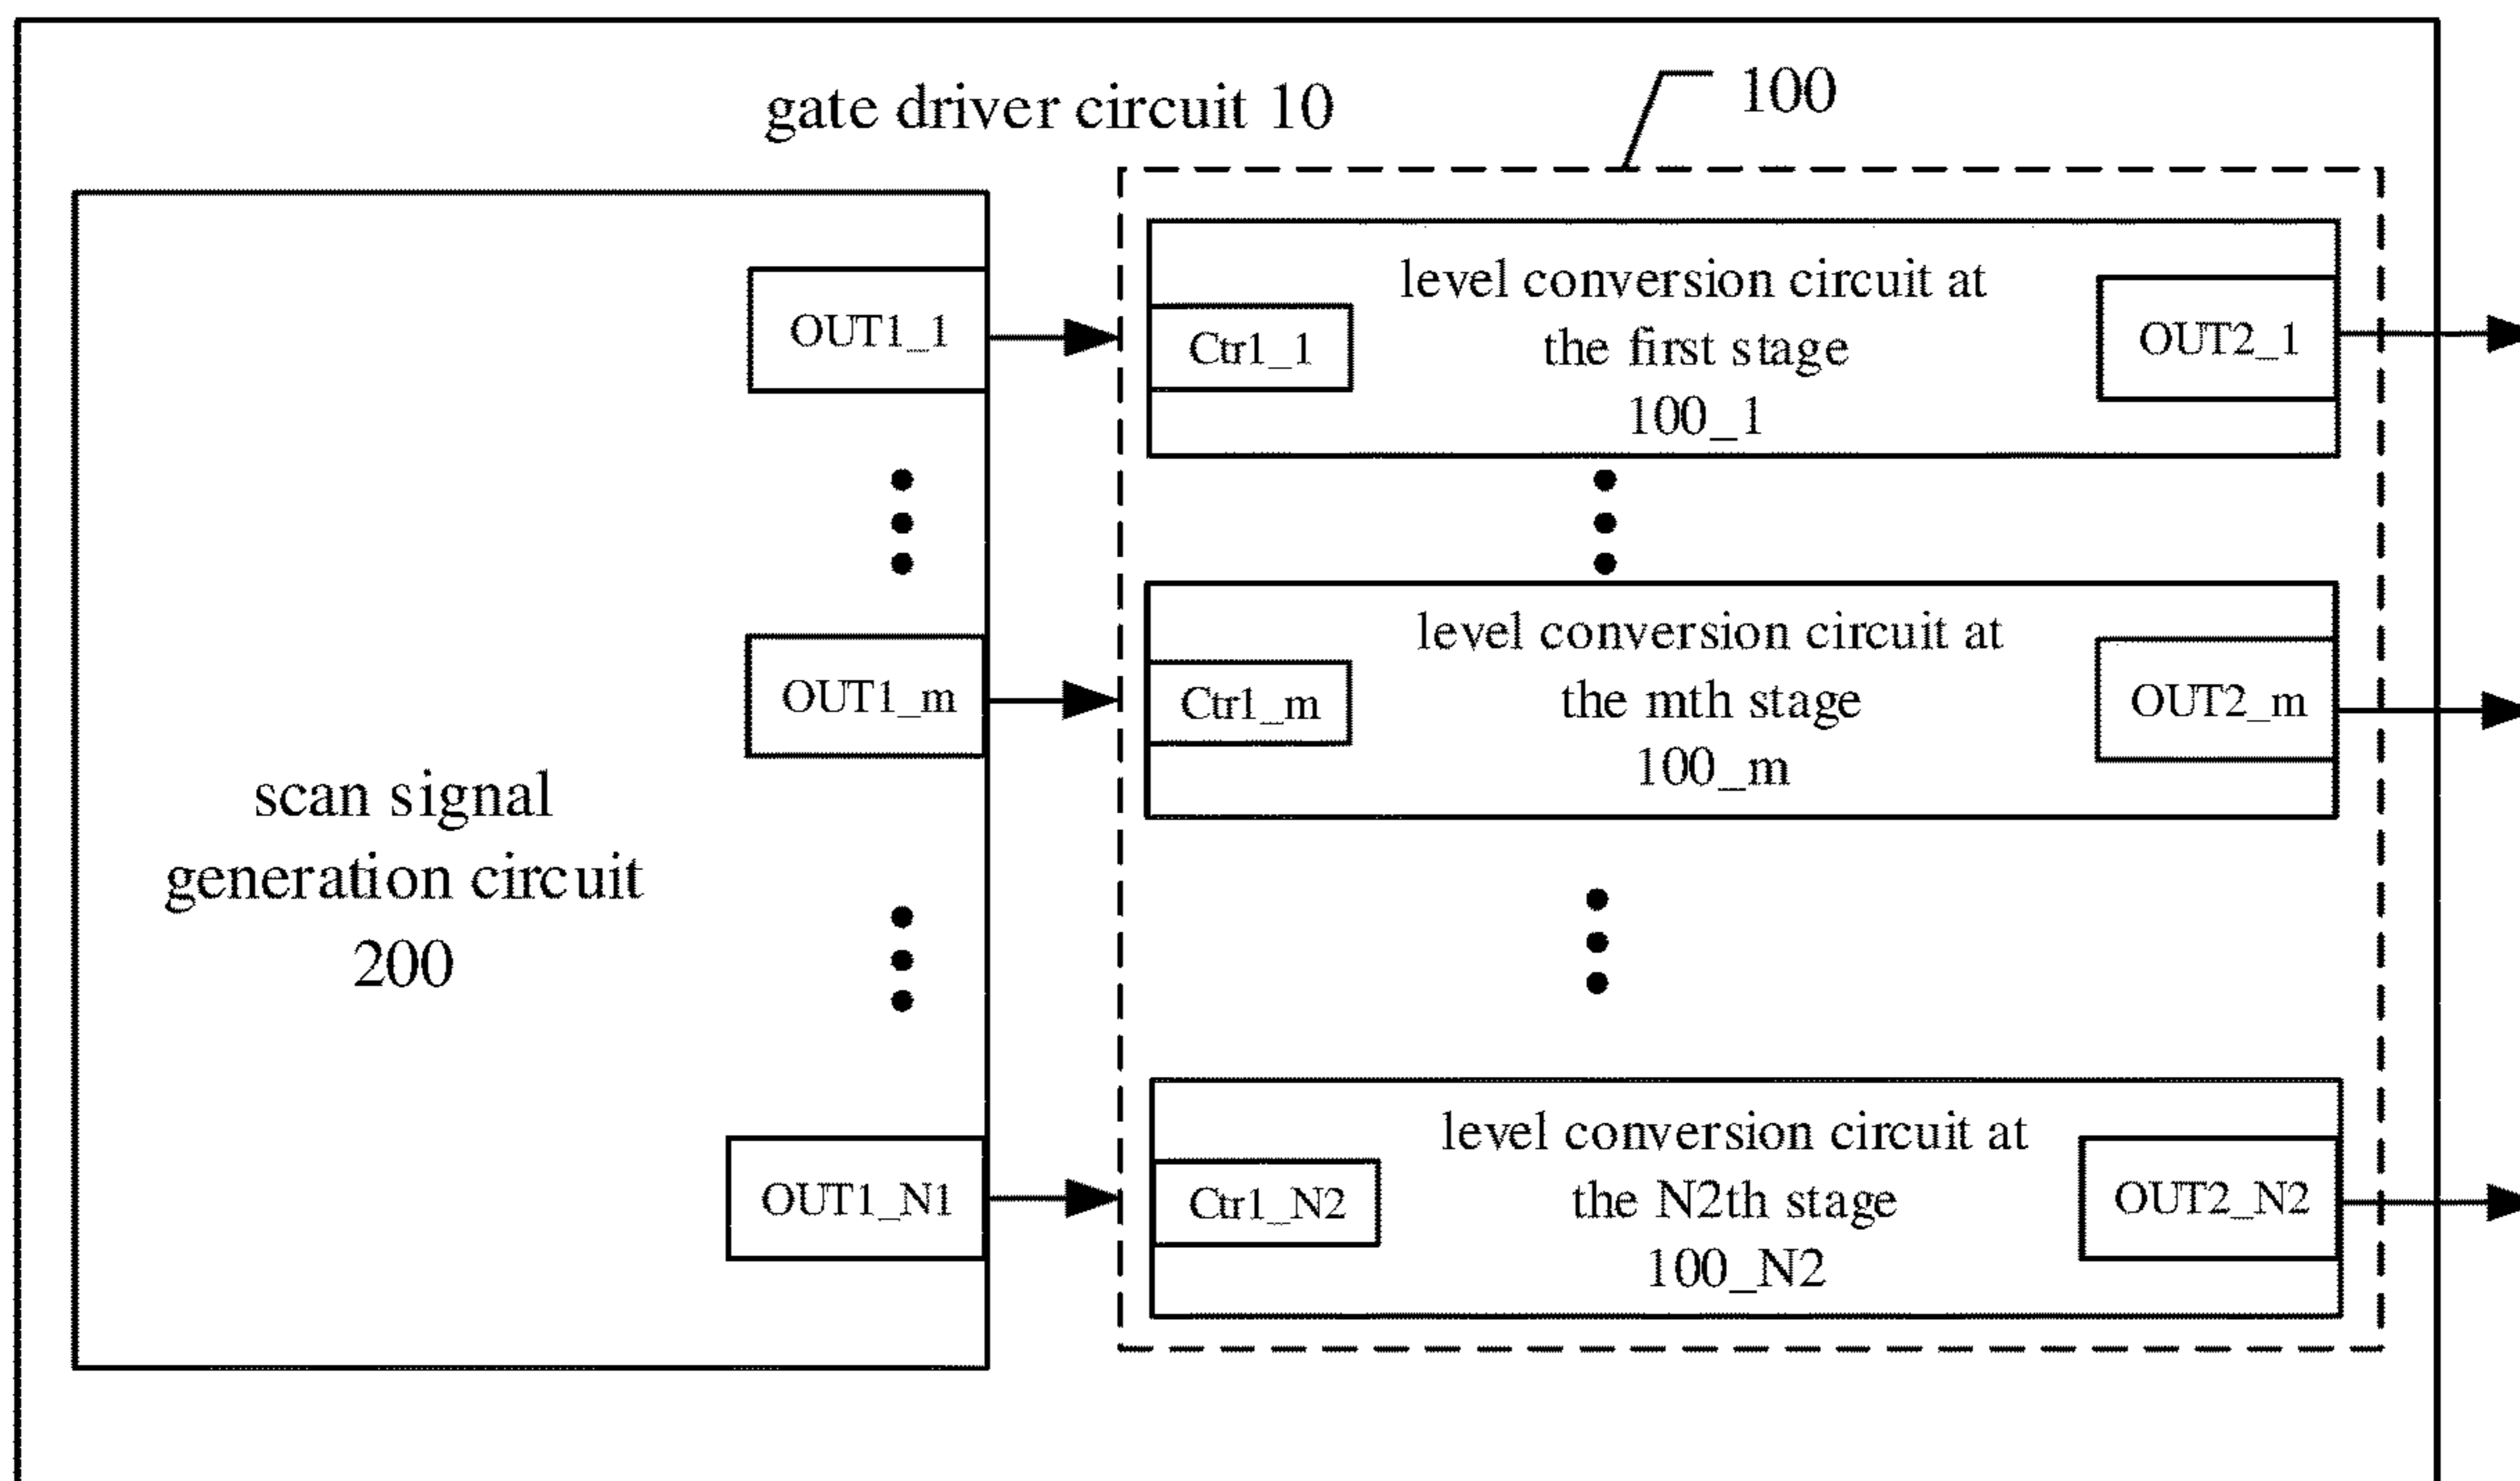 gate driver circuit 10
100
OUT1_1
Ctr1_1
level conversion circuit at
the first stage
100_1
OUT2_1
OUT1_m
Ctr1_m
level conversion circuit at
the mth stage
100_m
OUT2_m
scan signal
generation circuit
200
OUT1_N1
Ctr1_N2
level conversion circuit at
the N2th stage
100_N2
OUT2_N2